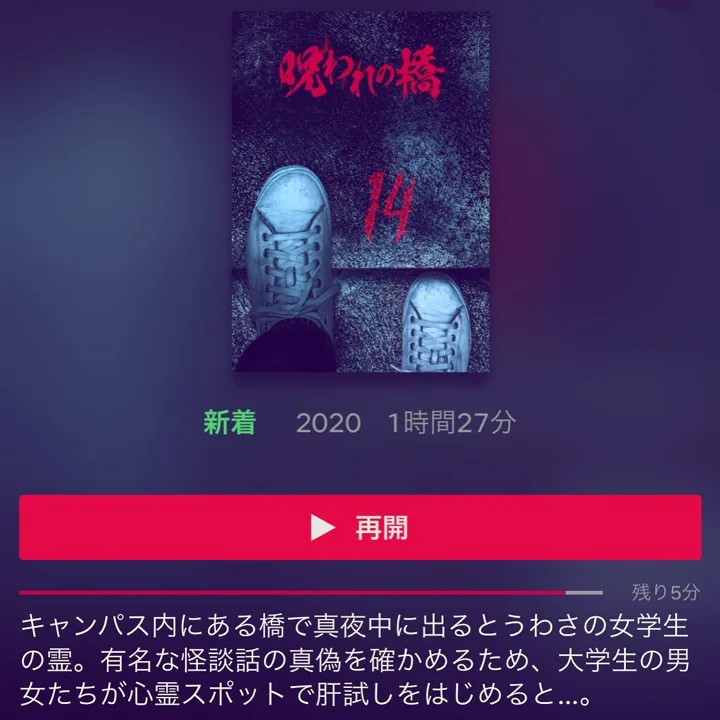 呪われの橋
14
新着 2020 1時間27分
再開
残り5分
キャンパス内にある橋で真夜中に出るとうわさの女学生
の霊。有名な怪談話の真偽を確かめるため、大学生の男
女たちが心霊スポットで肝試しをはじめると...。